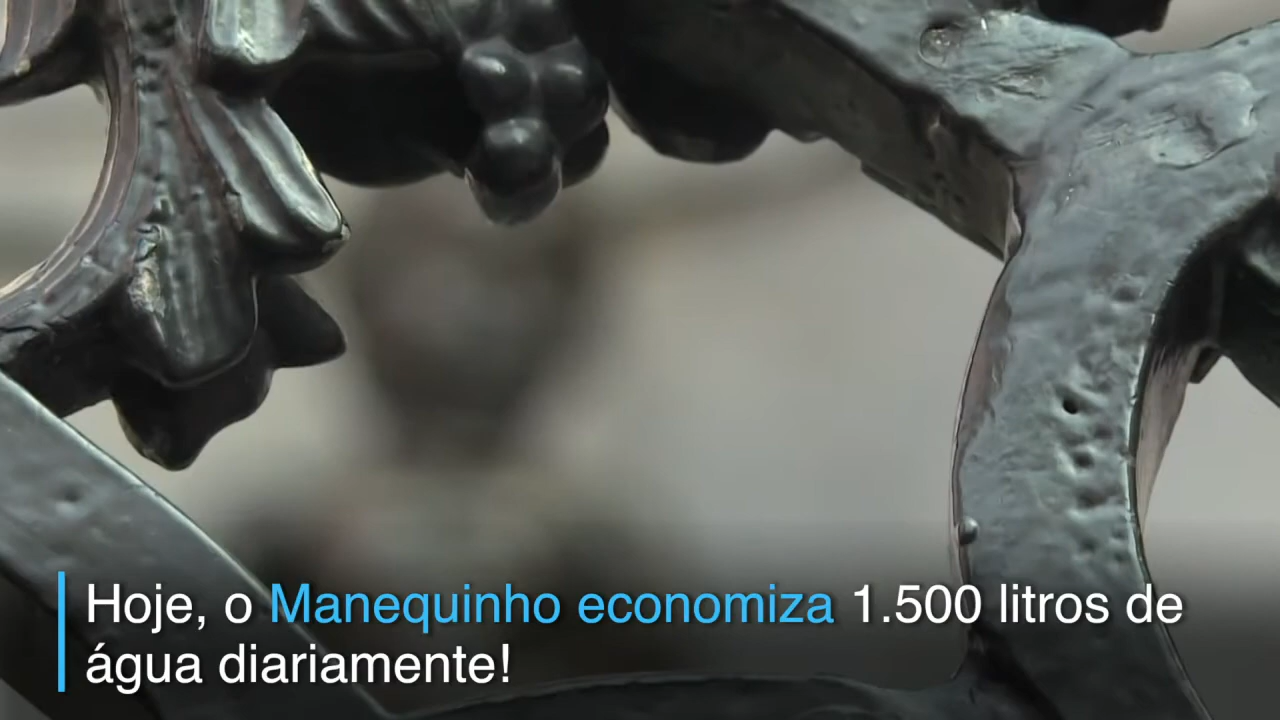 Hoje, o Manequinho economiza 1.500 litros de
água diariamente!